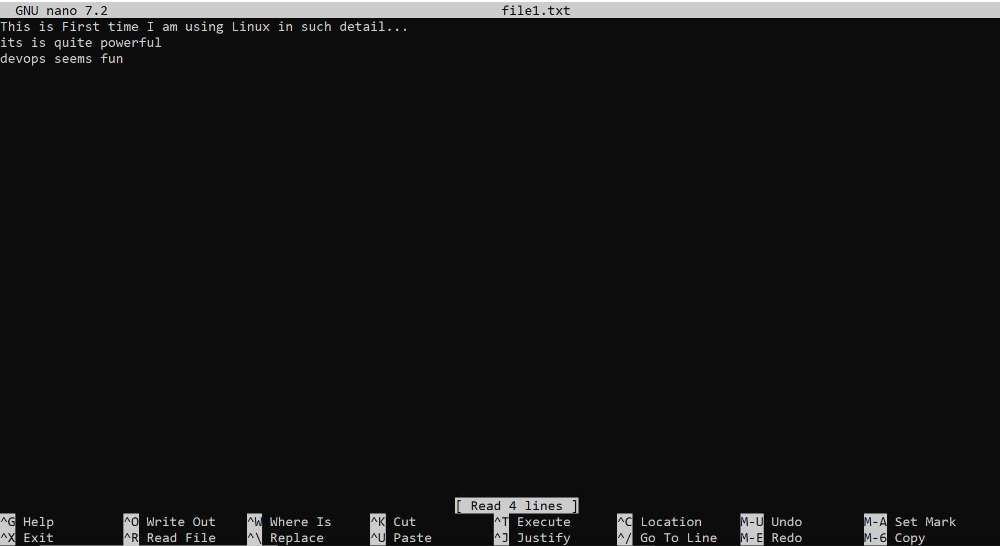 GNU nano 7.2 file1.txt
This is First time I am using Linux in such detail...
its is quite powerful
devops seems fun
[ Read 4 lines ]
^G Help ^O Write Out ^W Where Is ^K Cut ^T Execute ^C Location M-U Undo M-A Set Mark
^X Exit ^R Read File ^\ Replace ^U Paste ^J Justify ^/ Go To Line M-E Redo M-6 Copy